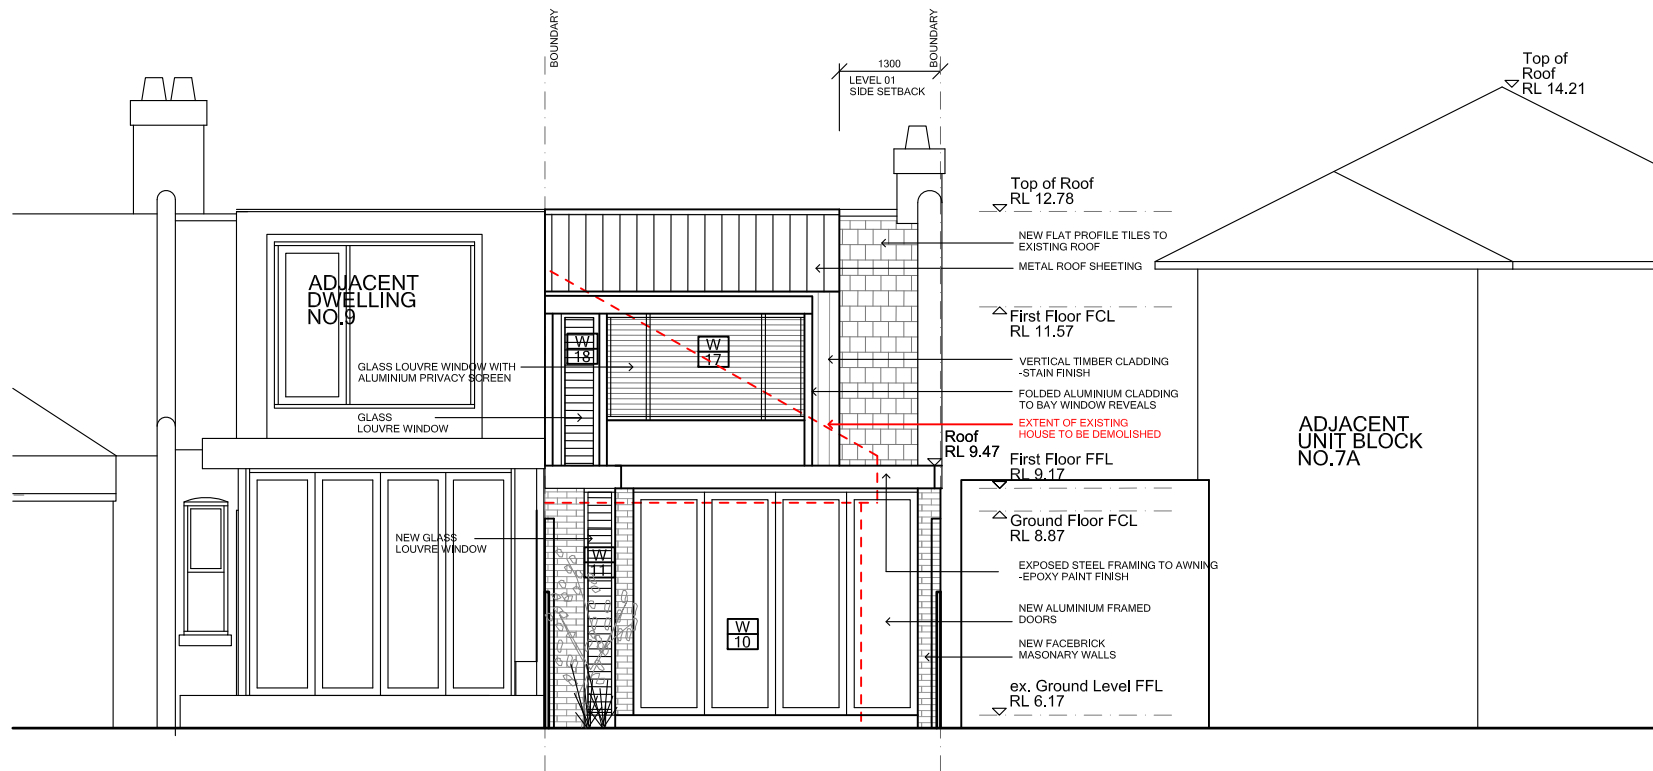 BOUNDARY
BOUNDARY
1300
LEVEL 01
SIDE SETBACK
Top of
Roof
RL 14.21
Top of Roof
RL 12.78
NEW FLAT PROFILE TILES TO
EXISTING ROOF
METAL ROOF SHEETING
ADJACENT
DWELLING
NO.9
First Floor FCL
RL 11.57
W
18
W
17
GLASS LOUVRE WINDOW WITH
ALUMINIUM PRIVACY SCREEN
VERTICAL TIMBER CLADDING
-STAIN FINISH
FOLDED ALUMINIUM CLADDING
TO BAY WINDOW REVEALS
GLASS
LOUVRE WINDOW
EXTENT OF EXISTING
HOUSE TO BE DEMOLISHED
ADJACENT
UNIT BLOCK
NO.7A
Roof
RL 9.47
First Floor FFL
RL 9.17
Ground Floor FCL
RL 8.87
NEW GLASS
LOUVRE WINDOW
W
11
EXPOSED STEEL FRAMING TO AWNING
-EPOXY PAINT FINISH
NEW ALUMINIUM FRAMED
DOORS
W
10
NEW FACEBRICK
MASONARY WALLS
ex. Ground Level FFL
RL 6.17